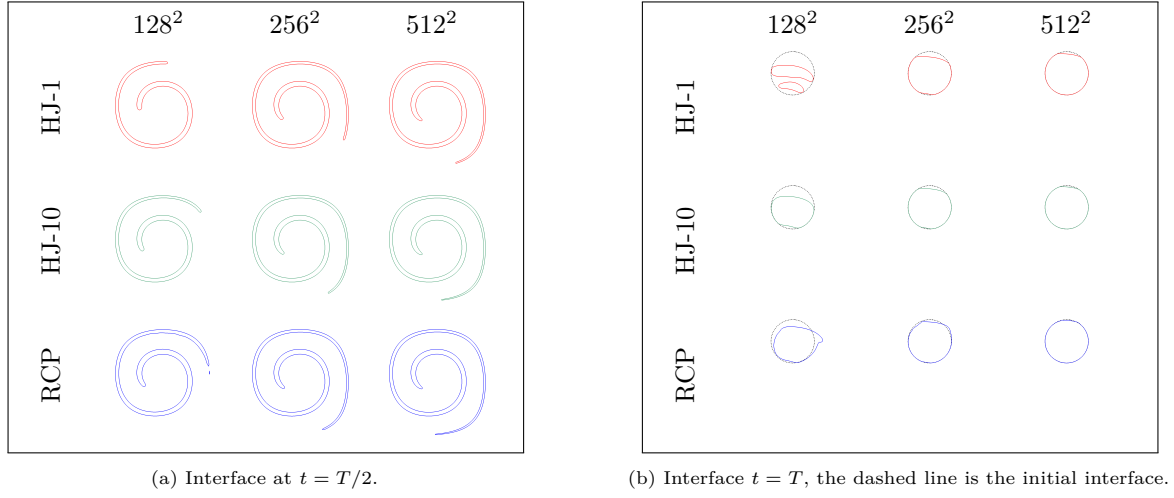 128² 256² 512²
HJ-1
HJ-10
RCP
(a) Interface at t = T/2.
128² 256² 512²
HJ-1
HJ-10
RCP
(b) Interface t = T, the dashed line is the initial interface.